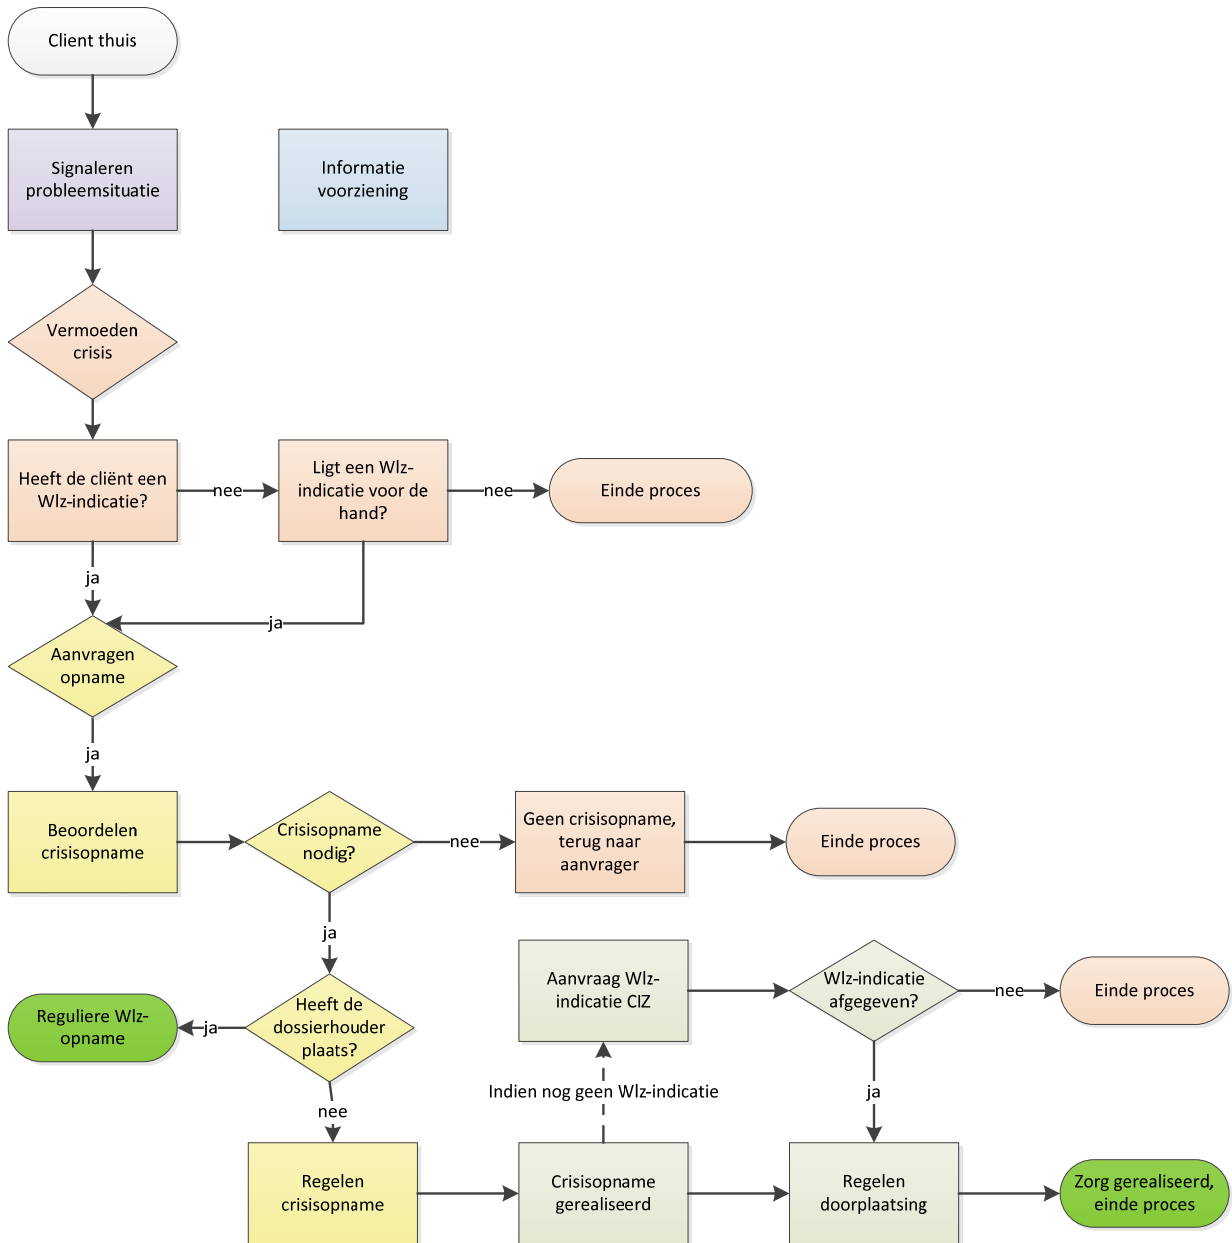 Client thuis
Signaleren
probleemsituatie
Informatie
voorziening
Vermoeden
crisis
Heeft de cliënt een
Wlz-indicatie?
nee
Ligt een Wlz-
indicatie voor de
hand?
nee
Einde proces
ja
ja
Aanvragen
opname
ja
Beoordelen
crisisopname
Crisisopname
nodig?
nee
Geen crisisopname,
terug naar
aanvrager
Einde proces
ja
Heeft de
dossierhouder
plaats?
ja
Reguliere Wlz-
opname
nee
Aanvraag Wlz-
indicatie CIZ
Wlz-indicatie
afgegeven?
nee
Einde proces
Indien nog geen Wlz-indicatie
ja
Regelen
crisisopname
Crisisopname
gerealiseerd
Regelen
doorplaatsing
Zorg gerealiseerd,
einde proces